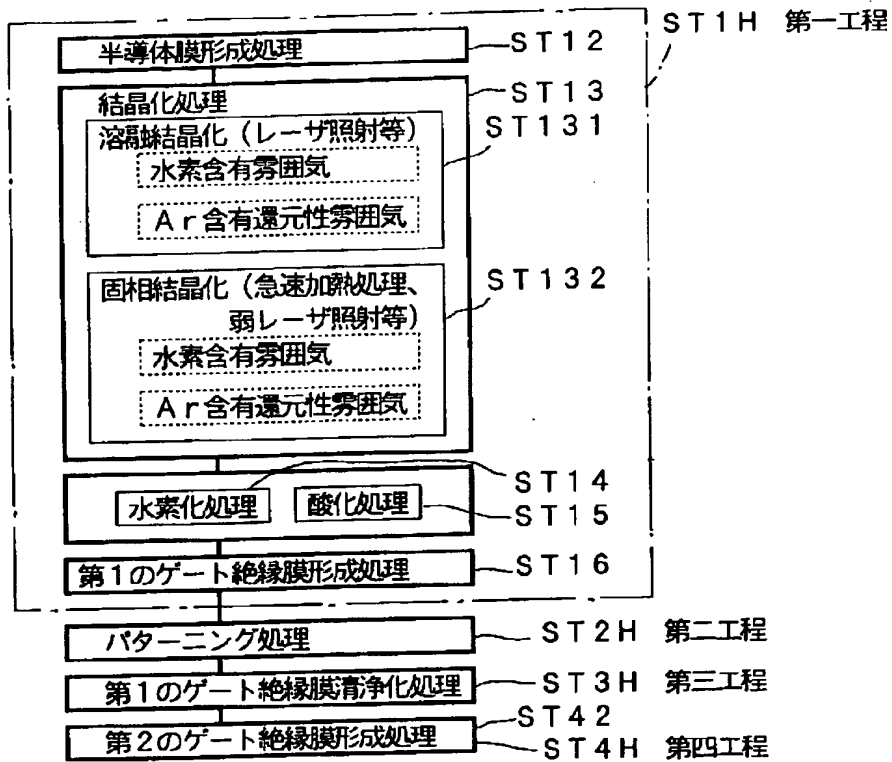 ST1H 第一工程
半導体膜形成処理
ST12
結晶化処理
ST13
溶融結晶化（レーザ照射等）
ST131
水素含有雰囲気
Ar含有還元性雰囲気
固相結晶化（急速加熱処理、
弱レーザ照射等）
ST132
水素含有雰囲気
Ar含有還元性雰囲気
水素化処理
ST14
酸化処理
ST15
第1のゲート絶縁膜形成処理
ST16
パターニング処理
ST2H 第二工程
第1のゲート絶縁膜清浄化処理
ST3H 第三工程
第2のゲート絶縁膜形成処理
ST42
ST4H 第四工程